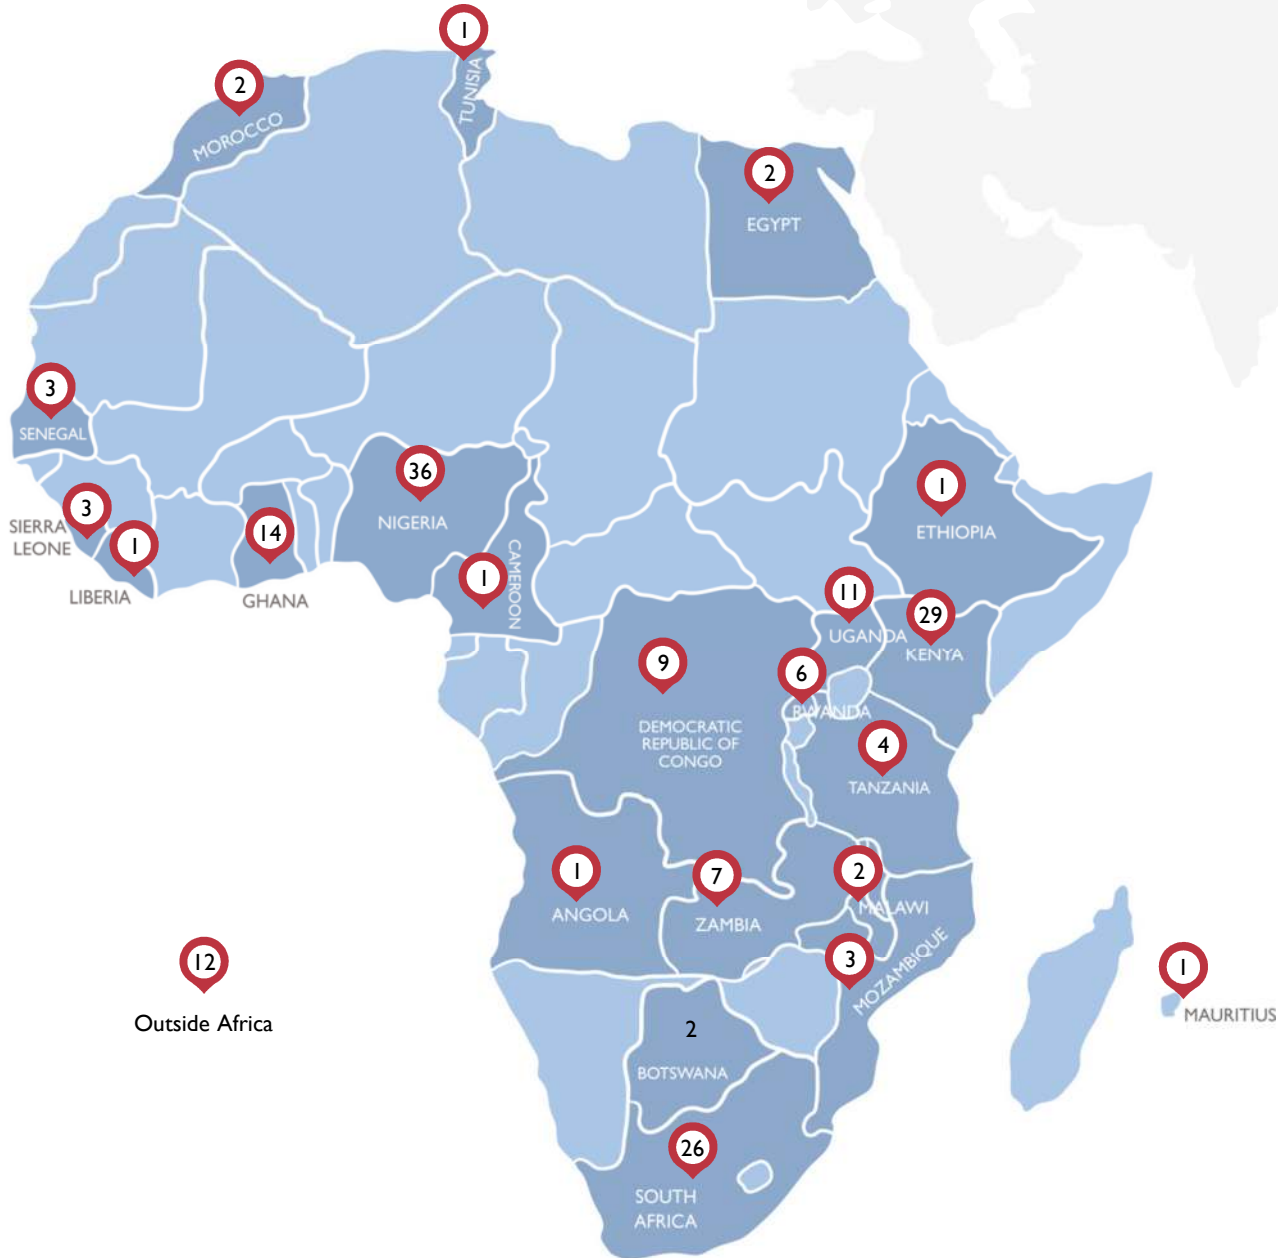 1
TUNISIA
2
MOROCCO
2
EGYPT
3
SENEGAL
36
NIGERIA
1
ETHIOPIA
3
SIERRA
LEONE
1
LIBERIA
14
GHANA
1
CAMEROON
11
UGANDA
29
KENYA
9
DEMOCRATIC
REPUBLIC OF
CONGO
6
RWANDA
4
TANZANIA
1
ANGOLA
7
ZAMBIA
2
MALAWI
3
MOZAMBIQUE
12
Outside Africa
1
MAURITIUS
2
BOTSWANA
26
SOUTH
AFRICA